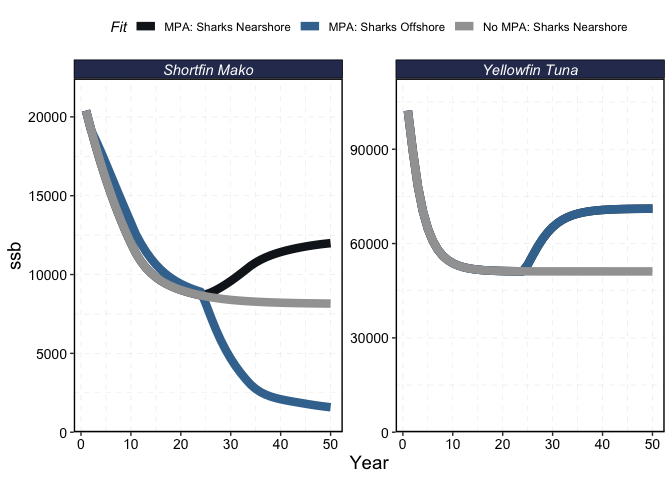 Fit MPA: Sharks Nearshore MPA: Sharks Offshore No MPA: Sharks Nearshore
Shortfin Mako Yellowfin Tuna
20000
15000
10000
5000
0
90000
60000
30000
0
ssb
0 10 20 30 40 50 0 10 20 30 40 50
Year